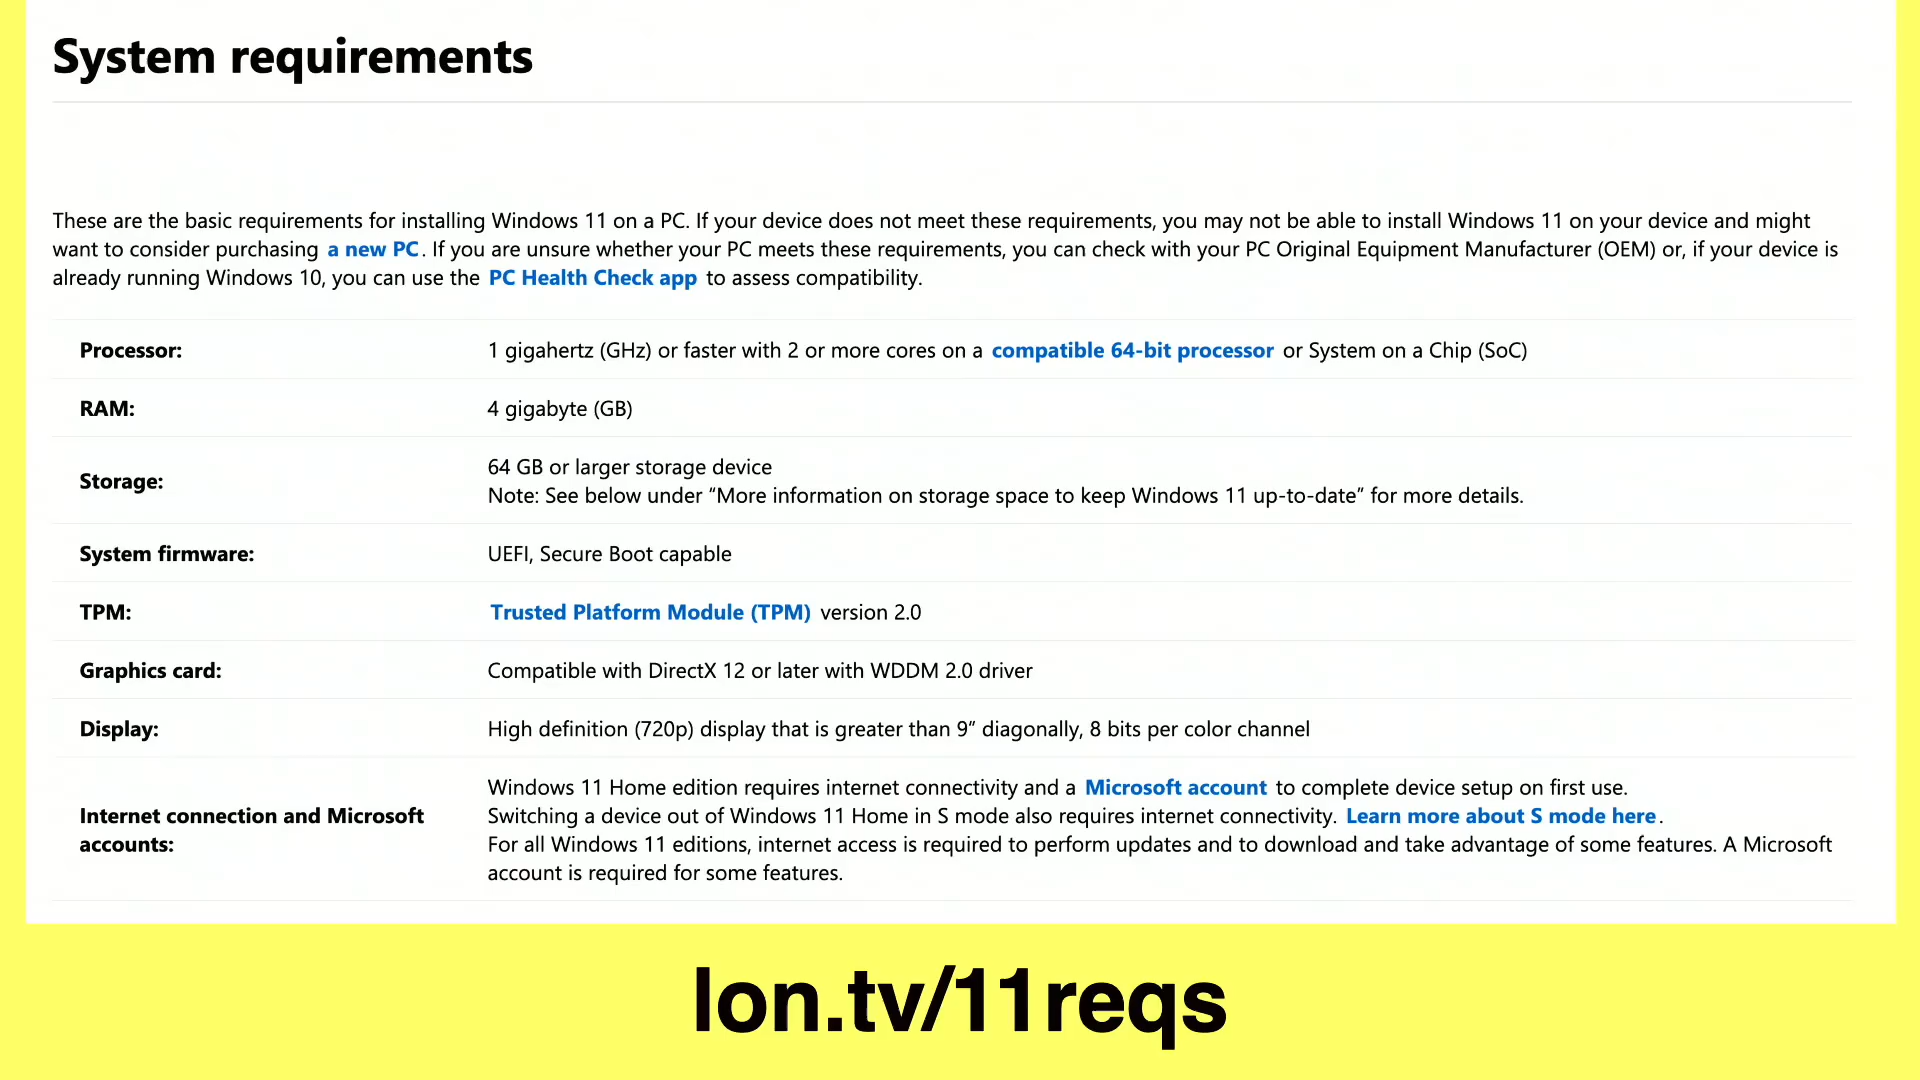 System requirements
These are the basic requirements for installing Windows 11 on a PC. If your device does not meet these requirements, you may not be able to install Windows 11 on your device and might
want to consider purchasing a new PC. If you are unsure whether your PC meets these requirements, you can check with your PC Original Equipment Manufacturer (OEM) or, if your device is
already running Windows 10, you can use the PC Health Check app to assess compatibility.
Processor: 1 gigahertz (GHz) or faster with 2 or more cores on a compatible 64-bit processor or System on a Chip (SoC)
RAM: 4 gigabyte (GB)
Storage: 64 GB or larger storage device
Note: See below under “More information on storage space to keep Windows 11 up-to-date” for more details.
System firmware: UEFI, Secure Boot capable
TPM: Trusted Platform Module (TPM) version 2.0
Graphics card: Compatible with DirectX 12 or later with WDDM 2.0 driver
Display: High definition (720p) display that is greater than 9” diagonally, 8 bits per color channel
Internet connection and Microsoft
accounts:
Windows 11 Home edition requires internet connectivity and a Microsoft account to complete device setup on first use.
Switching a device out of Windows 11 Home in S mode also requires internet connectivity. Learn more about S mode here.
For all Windows 11 editions, internet access is required to perform updates and to download and take advantage of some features. A Microsoft
account is required for some features.
lon.tv/11reqs